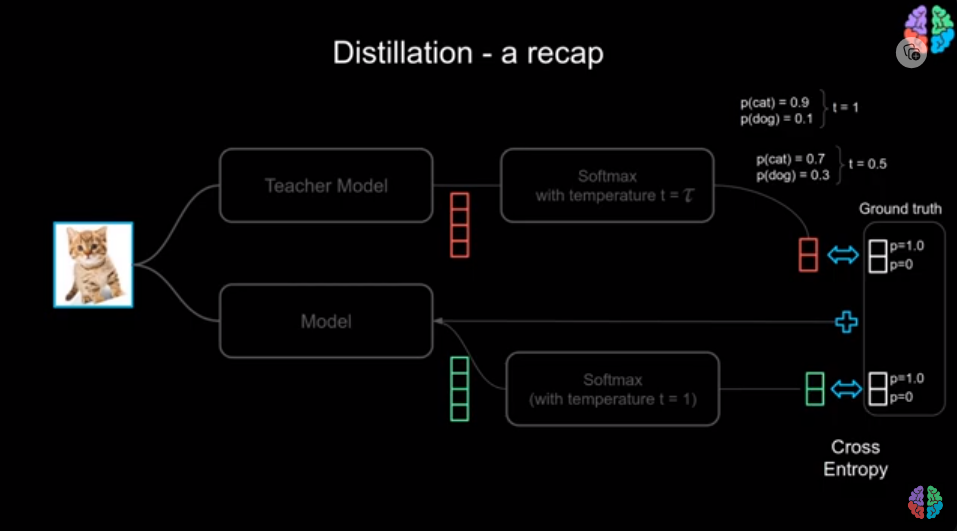 Distillation - a recap
p(cat) = 0.9
p(dog) = 0.1
t = 1
p(cat) = 0.7
p(dog) = 0.3
t = 0.5
Teacher Model
Softmax
with temperature t = τ
Ground truth
p=1.0
p=0
Model
Softmax
(with temperature t = 1)
p=1.0
p=0
Cross
Entropy